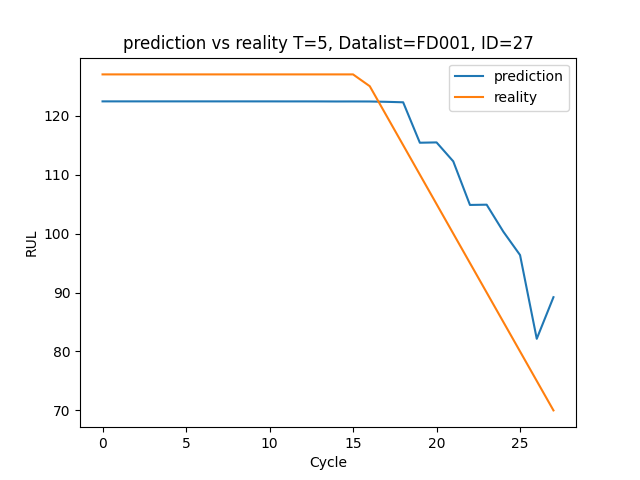 prediction vs reality T=5, Datalist=FD001, ID=27
prediction
reality
120
110
100
90
80
70
RUL
0 5 10 15 20 25
Cycle